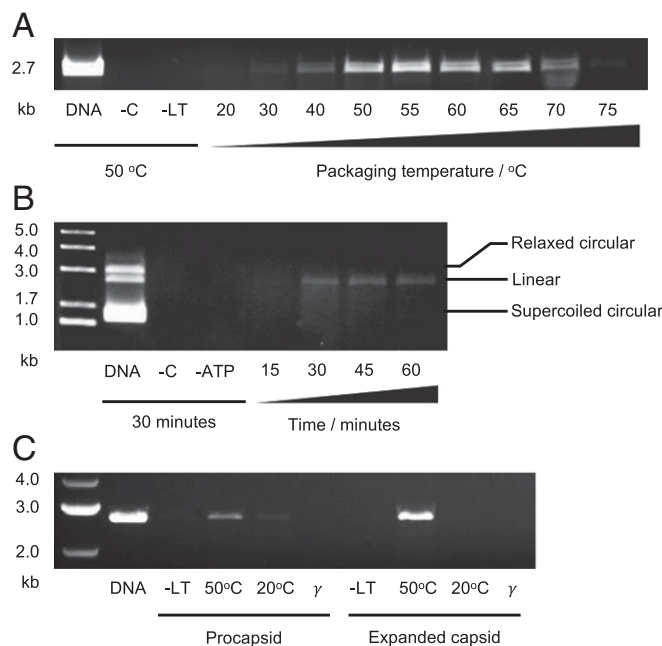 A
2.7
kb
DNA -C -LT 20 30 40 50 55 60 65 70 75
50 °C
Packaging temperature / °C
B
5.0
4.0
3.0
1.7
1.0
kb
Relaxed circular
Linear
Supercoiled circular
DNA -C -ATP 15 30 45 60
30 minutes
Time / minutes
C
4.0
3.0
2.0
kb
DNA -LT 50°C 20°C γ -LT 50°C 20°C γ
Procapsid
Expanded capsid